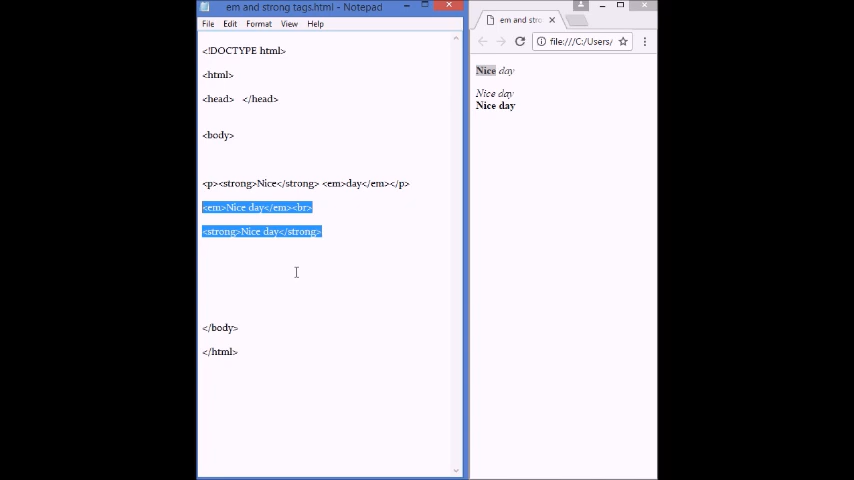 em and strong tags.html - Notepad
File Edit Format View Help
<!DOCTYPE html>
<html>
<head> </head>
<body>
<p><strong>Nice</strong> <em>day</em></p>
<em>Nice day</em><br>
<strong>Nice day</strong>
</body>
</html>
em and stro
file:///C:/Users/
Nice day
Nice day
Nice day